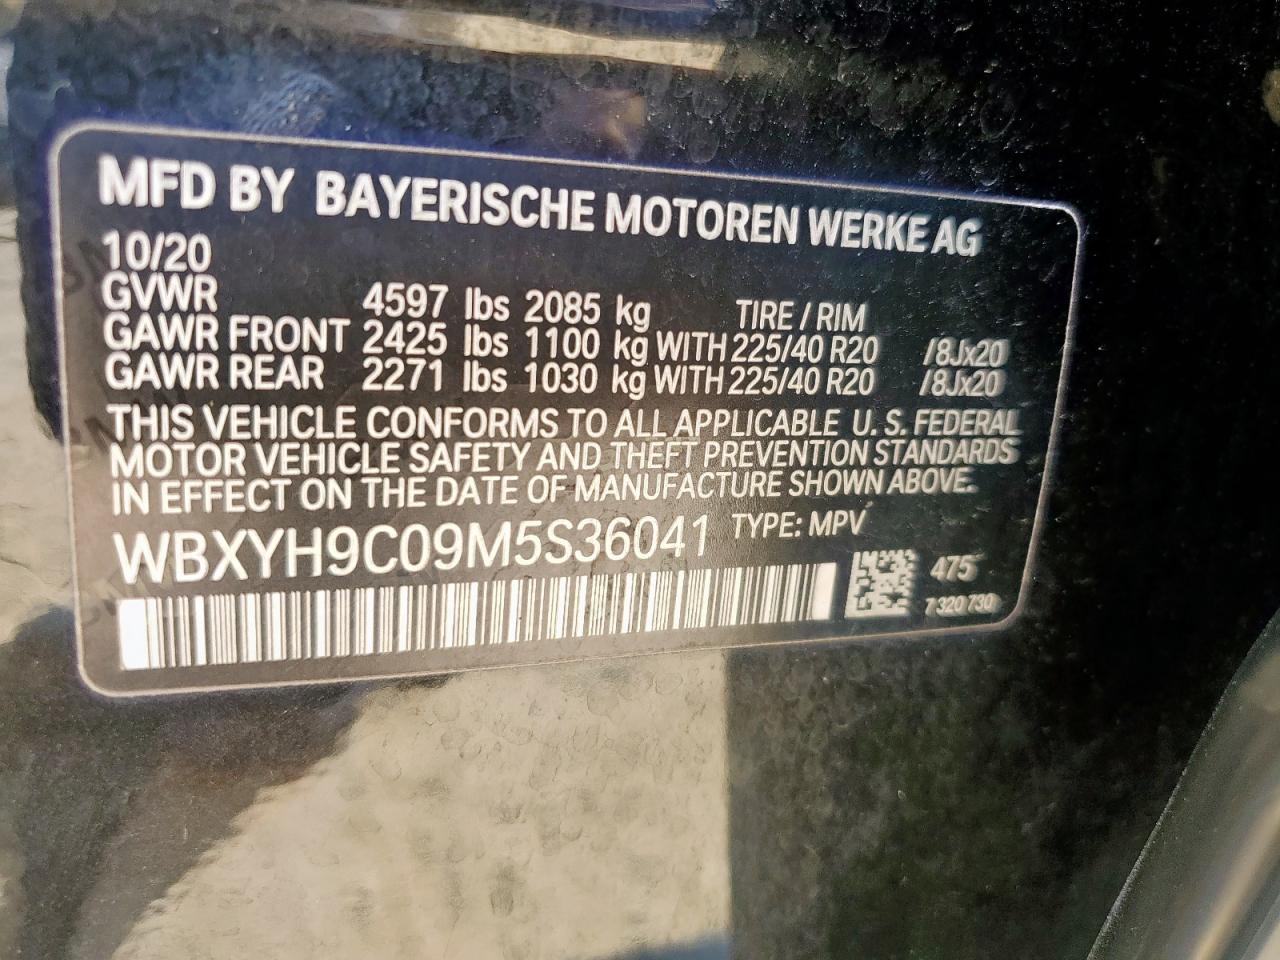 MFD BY BAYERISCHE MOTOREN WERKE AG
10/20
GVWR 4597 lbs 2085 kg TIRE / RIM
GAWR FRONT 2425 lbs 1100 kg WITH 225/40 R20 /8Jx20
GAWR REAR 2271 lbs 1030 kg WITH 225/40 R20 /8Jx20
THIS VEHICLE CONFORMS TO ALL APPLICABLE U. S. FEDERAL
MOTOR VEHICLE SAFETY AND THEFT PREVENTION STANDARDS
IN EFFECT ON THE DATE OF MANUFACTURE SHOWN ABOVE.
WBXYH9C09M5S36041 TYPE: MPV
475
7 320 730